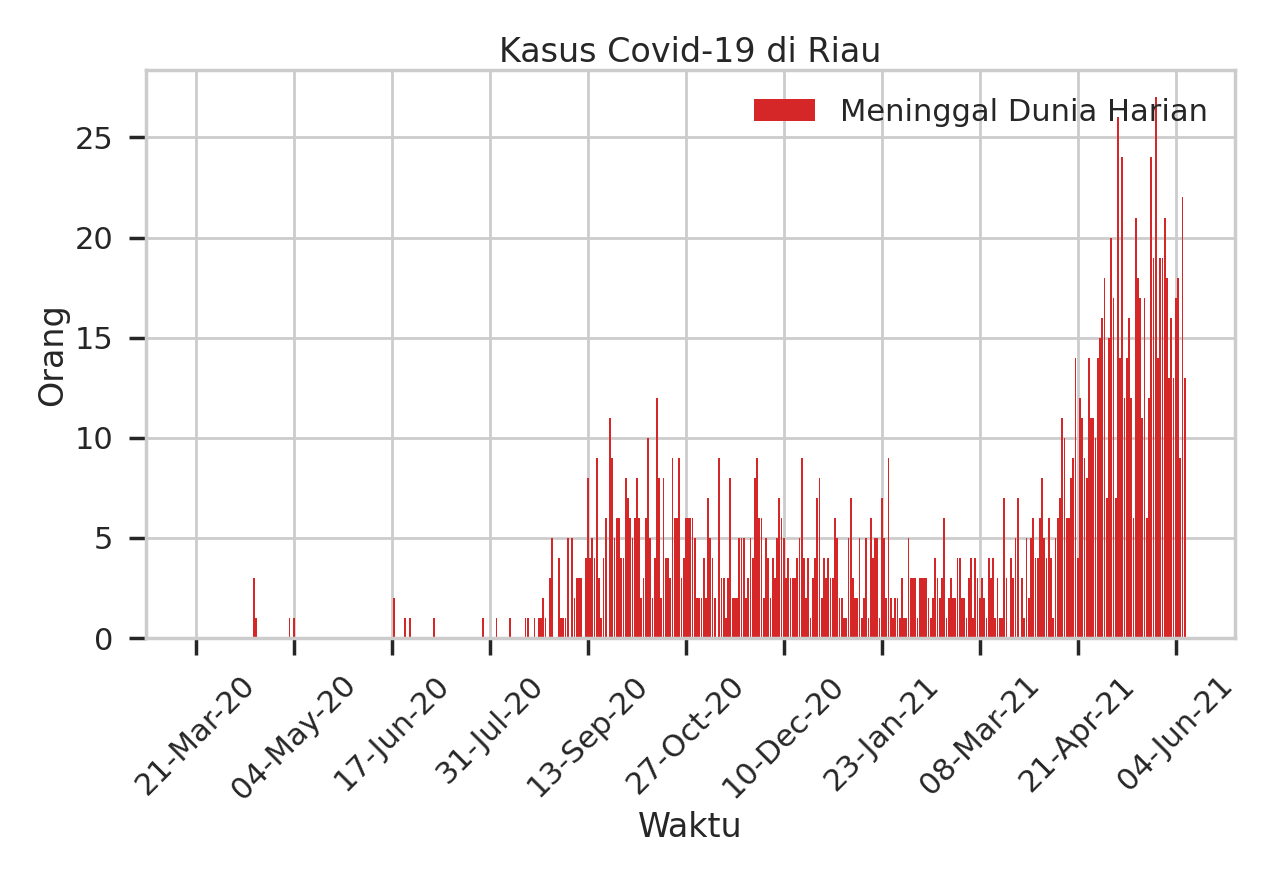 Kasus Covid-19 di Riau
Meninggal Dunia Harian
Orang
25
20
15
10
5
0
21-Mar-20
04-May-20
17-Jun-20
31-Jul-20
13-Sep-20
27-Oct-20
10-Dec-20
23-Jan-21
08-Mar-21
21-Apr-21
04-Jun-21
Waktu